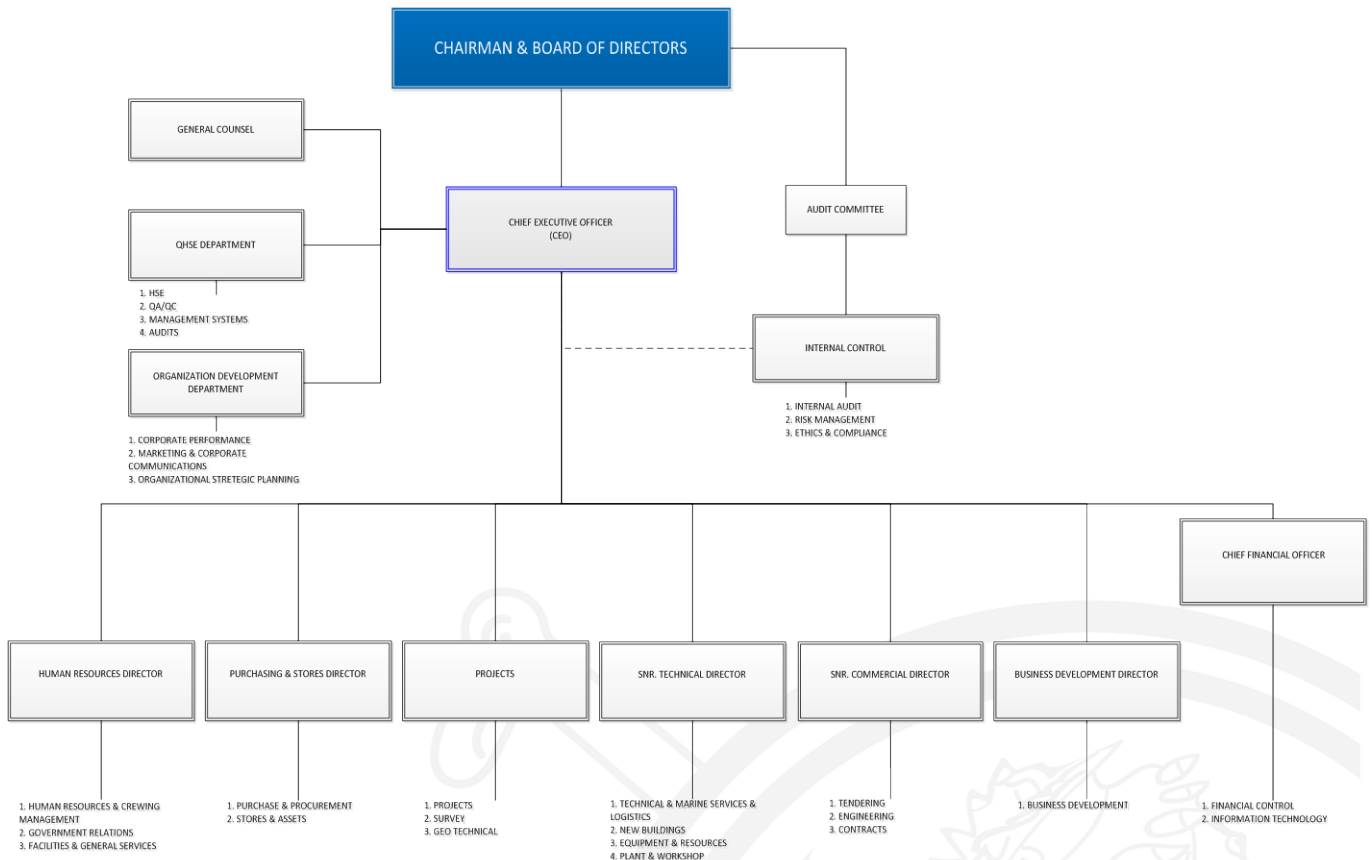 CHAIRMAN & BOARD OF DIRECTORS
GENERAL COUNSEL
CHIEF EXECUTIVE OFFICER
(CEO)
AUDIT COMMITTEE
QHSE DEPARTMENT
1. HSE
2. QA/QC
3. MANAGEMENT SYSTEMS
4. AUDITS
INTERNAL CONTROL
1. INTERNAL AUDIT
2. RISK MANAGEMENT
3. ETHICS & COMPLIANCE
ORGANIZATION DEVELOPMENT
DEPARTMENT
1. CORPORATE PERFORMANCE
2. MARKETING & CORPORATE
COMMUNICATIONS
3. ORGANIZATIONAL STRETEGIC PLANNING
CHIEF FINANCIAL OFFICER
HUMAN RESOURCES DIRECTOR
PURCHASING & STORES DIRECTOR
PROJECTS
SNR. TECHNICAL DIRECTOR
SNR. COMMERCIAL DIRECTOR
BUSINESS DEVELOPMENT DIRECTOR
1. HUMAN RESOURCES & CREWING
MANAGEMENT
2. GOVERNMENT RELATIONS
3. FACILITIES & GENERAL SERVICES
1. PURCHASE & PROCUREMENT
2. STORES & ASSETS
1. PROJECTS
2. SURVEY
3. GEO TECHNICAL
1. TECHNICAL & MARINE SERVICES &
LOGISTICS
2. NEW BUILDINGS
3. EQUIPMENT & RESOURCES
4. PLANT & WORKSHOP
1. TENDERING
2. ENGINEERING
3. CONTRACTS
1. BUSINESS DEVELOPMENT
1. FINANCIAL CONTROL
2. INFORMATION TECHNOLOGY